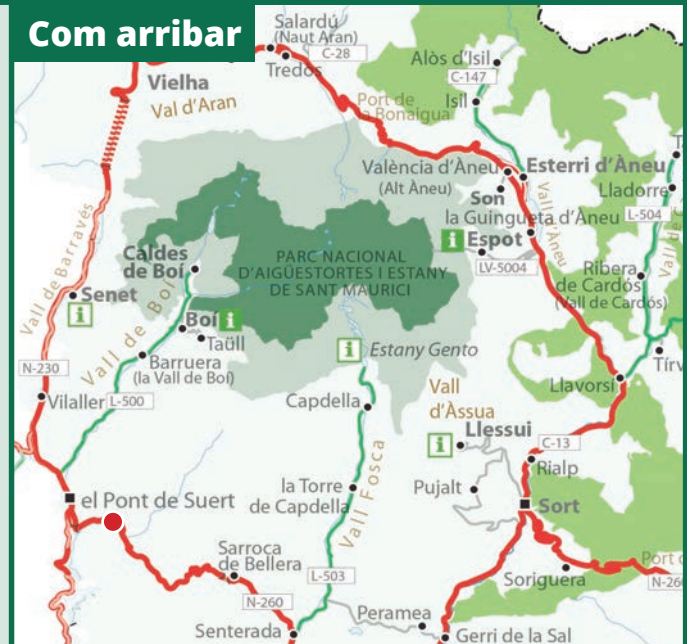 Com arribar
Salardú
(Naut Aran)
C-28
Tredòs
Alòs d'Isil
C-147
Isil
Vielha
Val d'Aran
Port de
la Bonaigua
València d'Àneu
(Alt Àneu)
Esterri d'Àneu
Son
Lladorre
la Guingueta d'Àneu
L-504
Vall d'Àneu
Espot
LV-5004
Caldes
de Boí
PARC NACIONAL
D'AIGÜESTORTES I ESTANY
DE SANT MAURICI
Ribera
de Cardós
(Vall de Cardós)
Vall de Barravés
Senet
i
Vall de Boí
Boí
i
Taüll
i
i
Estany Gento
Barruera
(la Vall de Boí)
N-230
Vilaller
L-500
Capdella
Vall
d'Àssua
Llavorsí
Tírv
Llessui
i
C-13
Rialp
el Pont de Suert
la Torre
de Capdella
Vall Fosca
Pujalt
Sort
Sarroca
de Bellera
L-503
Soriguera
Port d
N-260
N-260
Senterada
Peramea
Gerri de la Sal